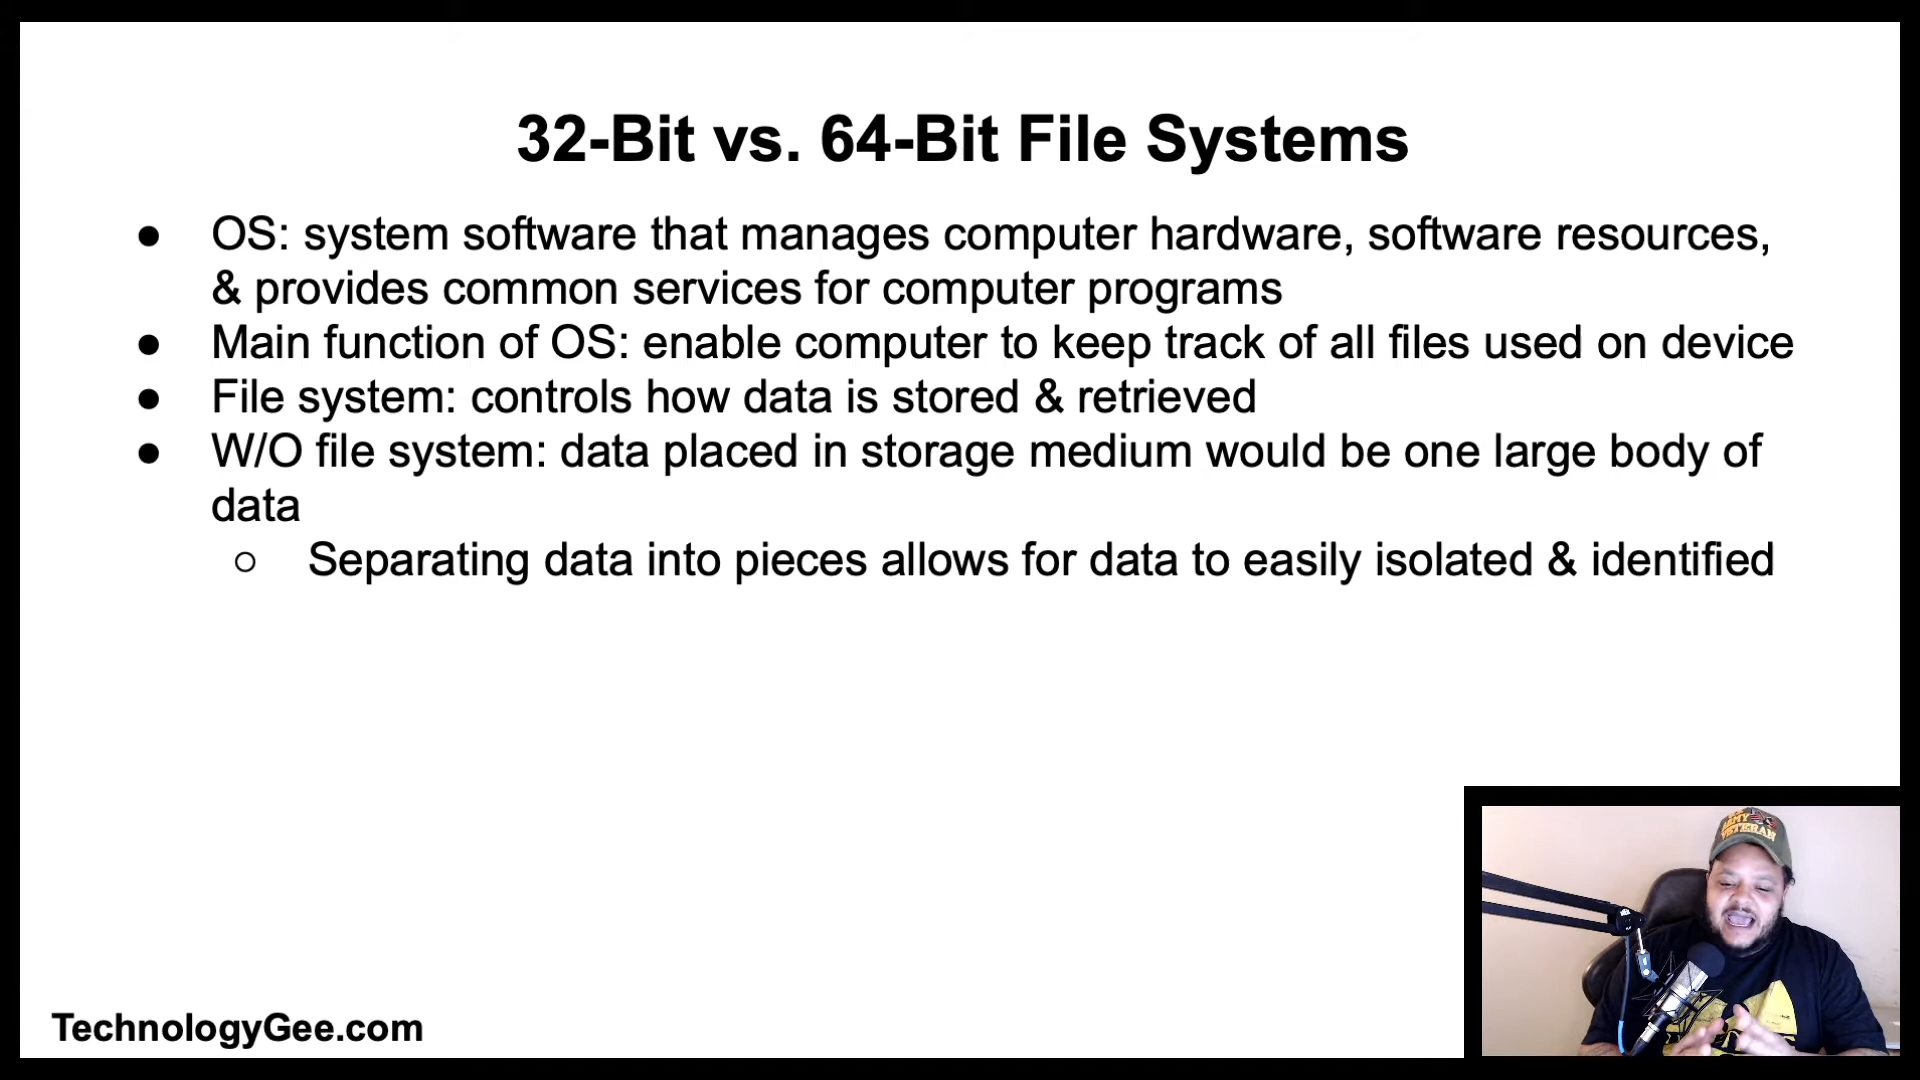 32-Bit vs. 64-Bit File Systems
● OS: system software that manages computer hardware, software resources,
& provides common services for computer programs
● Main function of OS: enable computer to keep track of all files used on device
● File system: controls how data is stored & retrieved
● W/O file system: data placed in storage medium would be one large body of
data
○ Separating data into pieces allows for data to easily isolated & identified
ARMY
VETERAN
TechnologyGee.com